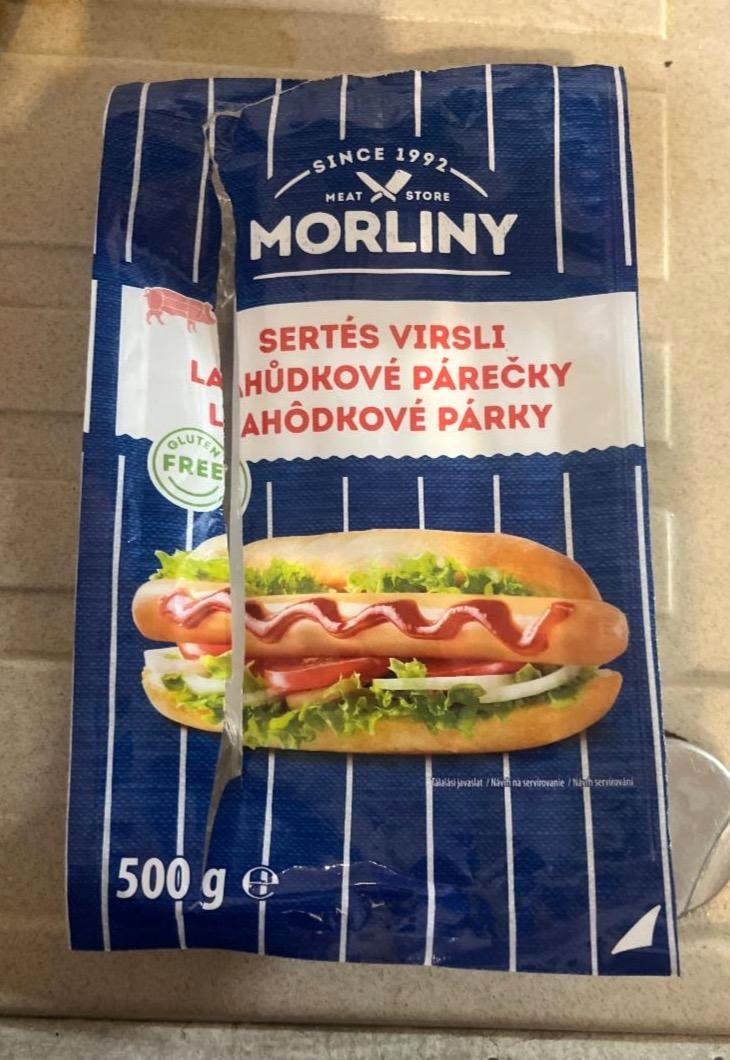 SINCE 1992
MEAT STORE
MORLINY
SERTÉS VIRSLI
LAHŮDKOVÉ PÁREČKY
LAHÔDKOVÉ PÁRKY
GLUTEN
FREE
Tálalási javaslat / Návrh na servírovanie / Návrh servírování
500 g ℮